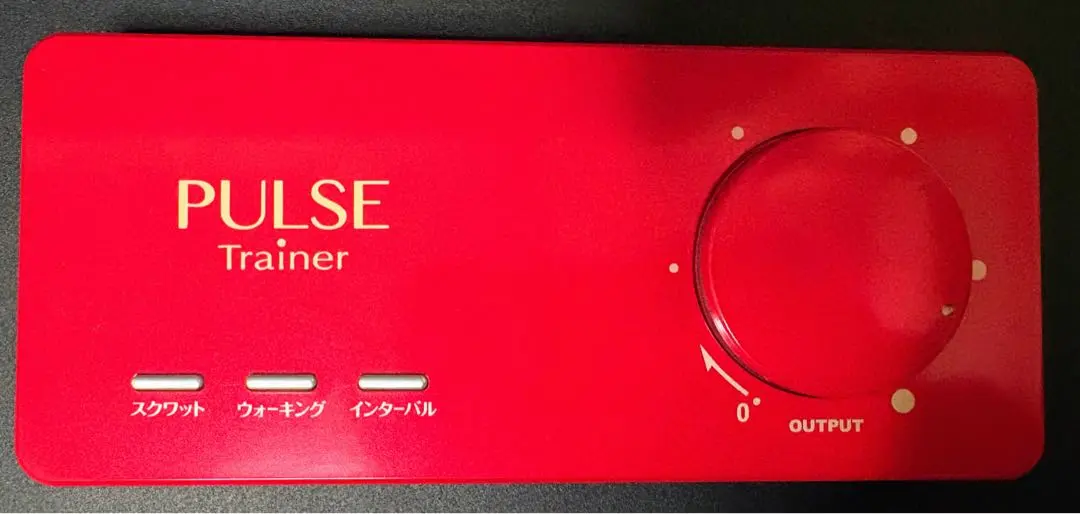 PULSE
Trainer
スクワット
ウォーキング
インターバル
0
OUTPUT